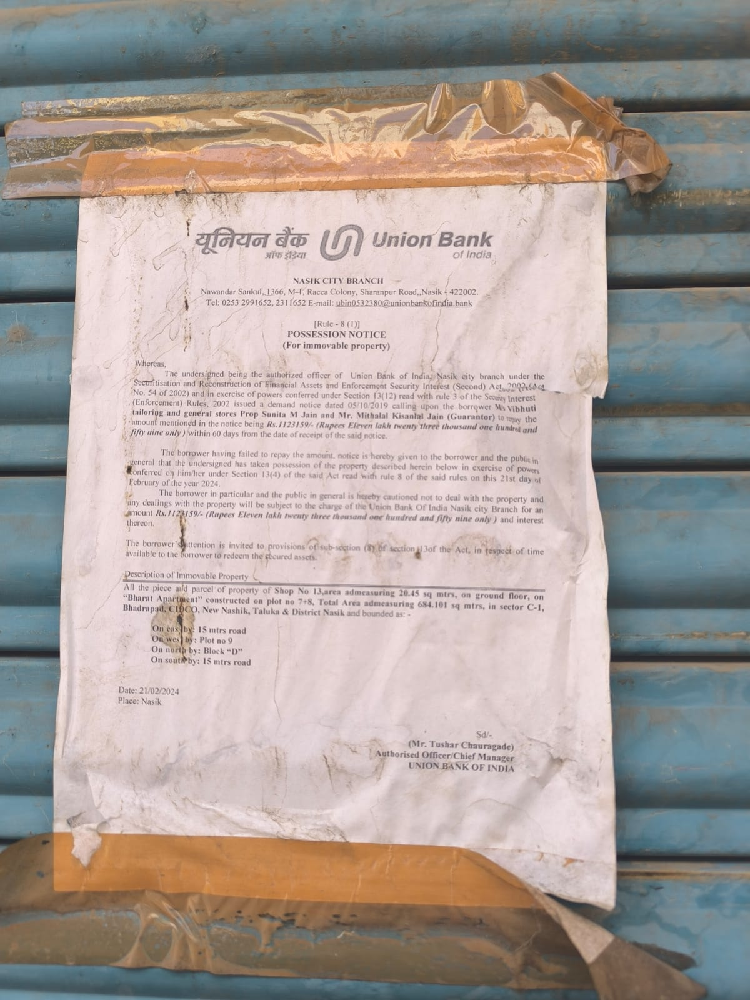 यूनियन बैंक
ऑफ इंडिया
Union Bank
of India
NASIK CITY BRANCH
Nawandar Sankul, 1366, M-1, Racca Colony, Sharanpur Road,,Nasik - 422002.
Tel: 0253 2991652, 2311652 E-mail: ubin0532380@unionbankofindia.bank
[Rule - 8 (1)]
POSSESSION NOTICE
(For immovable property)
Whereas,
The undersigned being the authorized officer of Union Bank of India, Nasik city branch under the
Securitisation and Reconstruction of Financial Assets and Enforcement Security Interest (Second) Act, 2002 (Act
No. 54 of 2002) and in exercise of powers conferred under Section 13(12) read with rule 3 of the Security Interest
(Enforcement) Rules, 2002 issued a demand notice dated 05/10/2019 calling upon the borrower M/s Vibhuti
tailoring and general stores Prop Sunita M Jain and Mr. Mithalal Kisanlal Jain (Guarantor) to repay the
amount mentioned in the notice being Rs.1123159/- (Rupees Eleven lakh twenty three thousand one hundred and
fifty nine only ) within 60 days from the date of receipt of the said notice.
The borrower having failed to repay the amount, notice is hereby given to the borrower and the public in
general that the undersigned has taken possession of the property described herein below in exercise of powers
conferred on him/her under Section 13(4) of the said Act read with rule 8 of the said rules on this 21st day of
February of the year 2024.
The borrower in particular and the public in general is hereby cautioned not to deal with the property and
any dealings with the property will be subject to the charge of the Union Bank Of India Nasik city Branch for an
amount Rs.1123159/- (Rupees Eleven lakh twenty three thousand one hundred and fifty nine only ) and interest
thereon.
The borrower's attention is invited to provisions of sub-section (8) of section 13of the Act, in respect of time
available to the borrower to redeem the secured assets.
Description of Immovable Property
All the piece and parcel of property of Shop No 13,area admeasuring 20.45 sq mtrs, on ground floor, on
“Bharat Apartment” constructed on plot no 7+8, Total Area admeasuring 684.101 sq mtrs, in sector C-1,
Bhadrapad, CIDCO, New Nashik, Taluka & District Nasik and bounded as: -
On east by: 15 mtrs road
On west by: Plot no 9
On north by: Block “D”
On south by: 15 mtrs road
Date: 21/02/2024
Place: Nasik
Sd/-
(Mr. Tushar Chauragade)
Authorised Officer/Chief Manager
UNION BANK OF INDIA